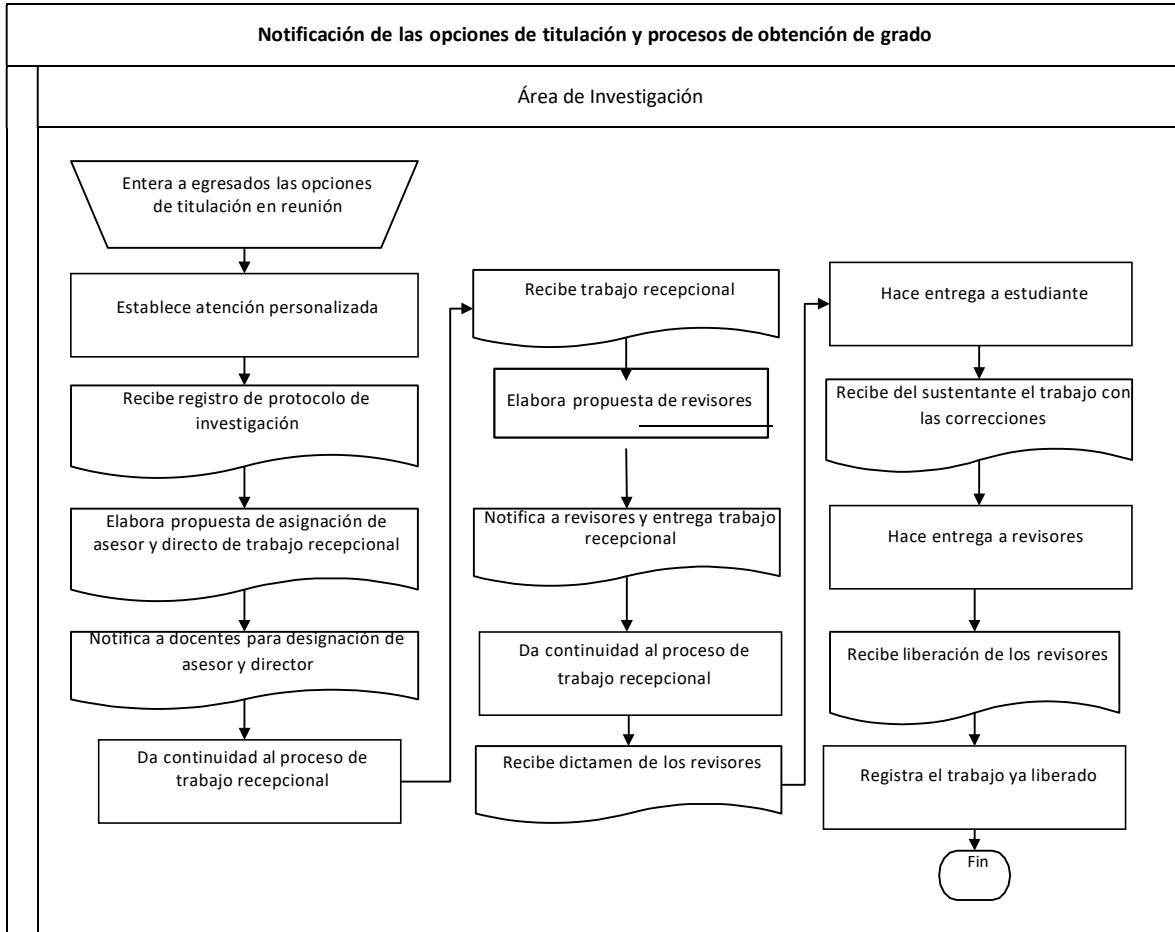 Notificación de las opciones de titulación y procesos de obtención de grado
Área de Investigación
Entera a egresados las opciones
de titulación en reunión
Establece atención personalizada
Recibe registro de protocolo de
investigación
Elabora propuesta de asignación de
asesor y directo de trabajo recepcional
Notifica a docentes para designación de
asesor y director
Da continuidad al proceso de
trabajo recepcional
Recibe trabajo recepcional
Elabora propuesta de revisores
Notifica a revisores y entrega trabajo
recepcional
Da continuidad al proceso de
trabajo recepcional
Recibe dictamen de los revisores
Hace entrega a estudiante
Recibe del sustentante el trabajo con
las correcciones
Hace entrega a revisores
Recibe liberación de los revisores
Registra el trabajo ya liberado
Fin